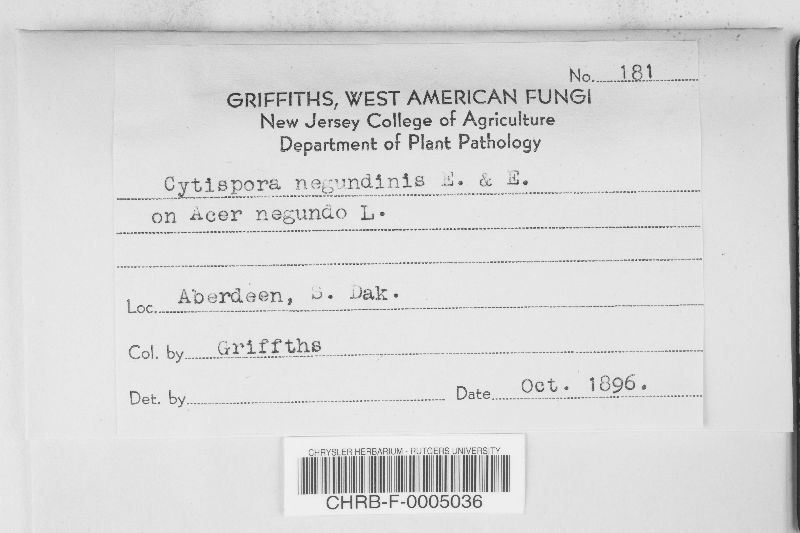 No. 181
GRIFFITHS, WEST AMERICAN FUNGI
New Jersey College of Agriculture
Department of Plant Pathology
Cytispora negundinis E. & E.
on Acer negundo L.
Loc. Aberdeen, S. Dak.
Col. by Griffths
Det. by
Date Oct. 1896.
CHRYSLER HERBARIUM - RUTGERS UNIVERSITY
CHRB-F-0005036